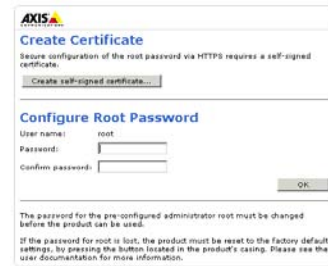 AXIS
COMMUNICATIONS
Create Certificate
Secure configuration of the root password via HTTPS requires a self-signed
certificate.
Create self-signed certificate...
Configure Root Password
User name: root
Password:
Confirm password:
OK
The password for the pre-configured administrator root must be changed
before the product can be used.
If the password for root is lost, the product must be reset to the factory default
settings, by pressing the button located in the product's casing. Please see the
user documentation for more information.